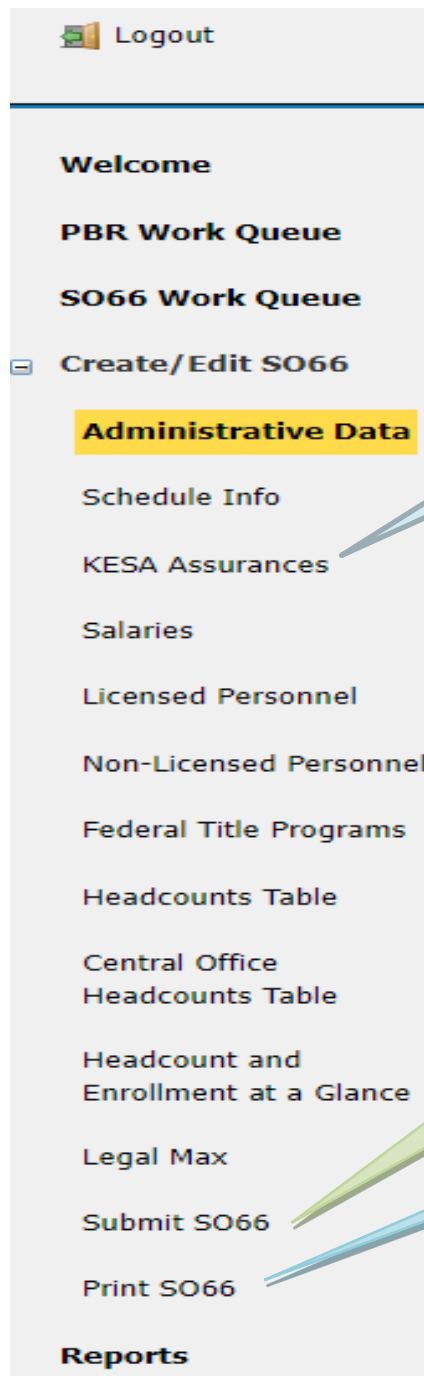 Logout
Welcome
PBR Work Queue
SO66 Work Queue
Create/Edit SO66
Administrative Data
Schedule Info
KESA Assurances
Salaries
Licensed Personnel
Non-Licensed Personnel
Federal Title Programs
Headcounts Table
Central Office
Headcounts Table
Headcount and
Enrollment at a Glance
Legal Max
Submit SO66
Print SO66
Reports